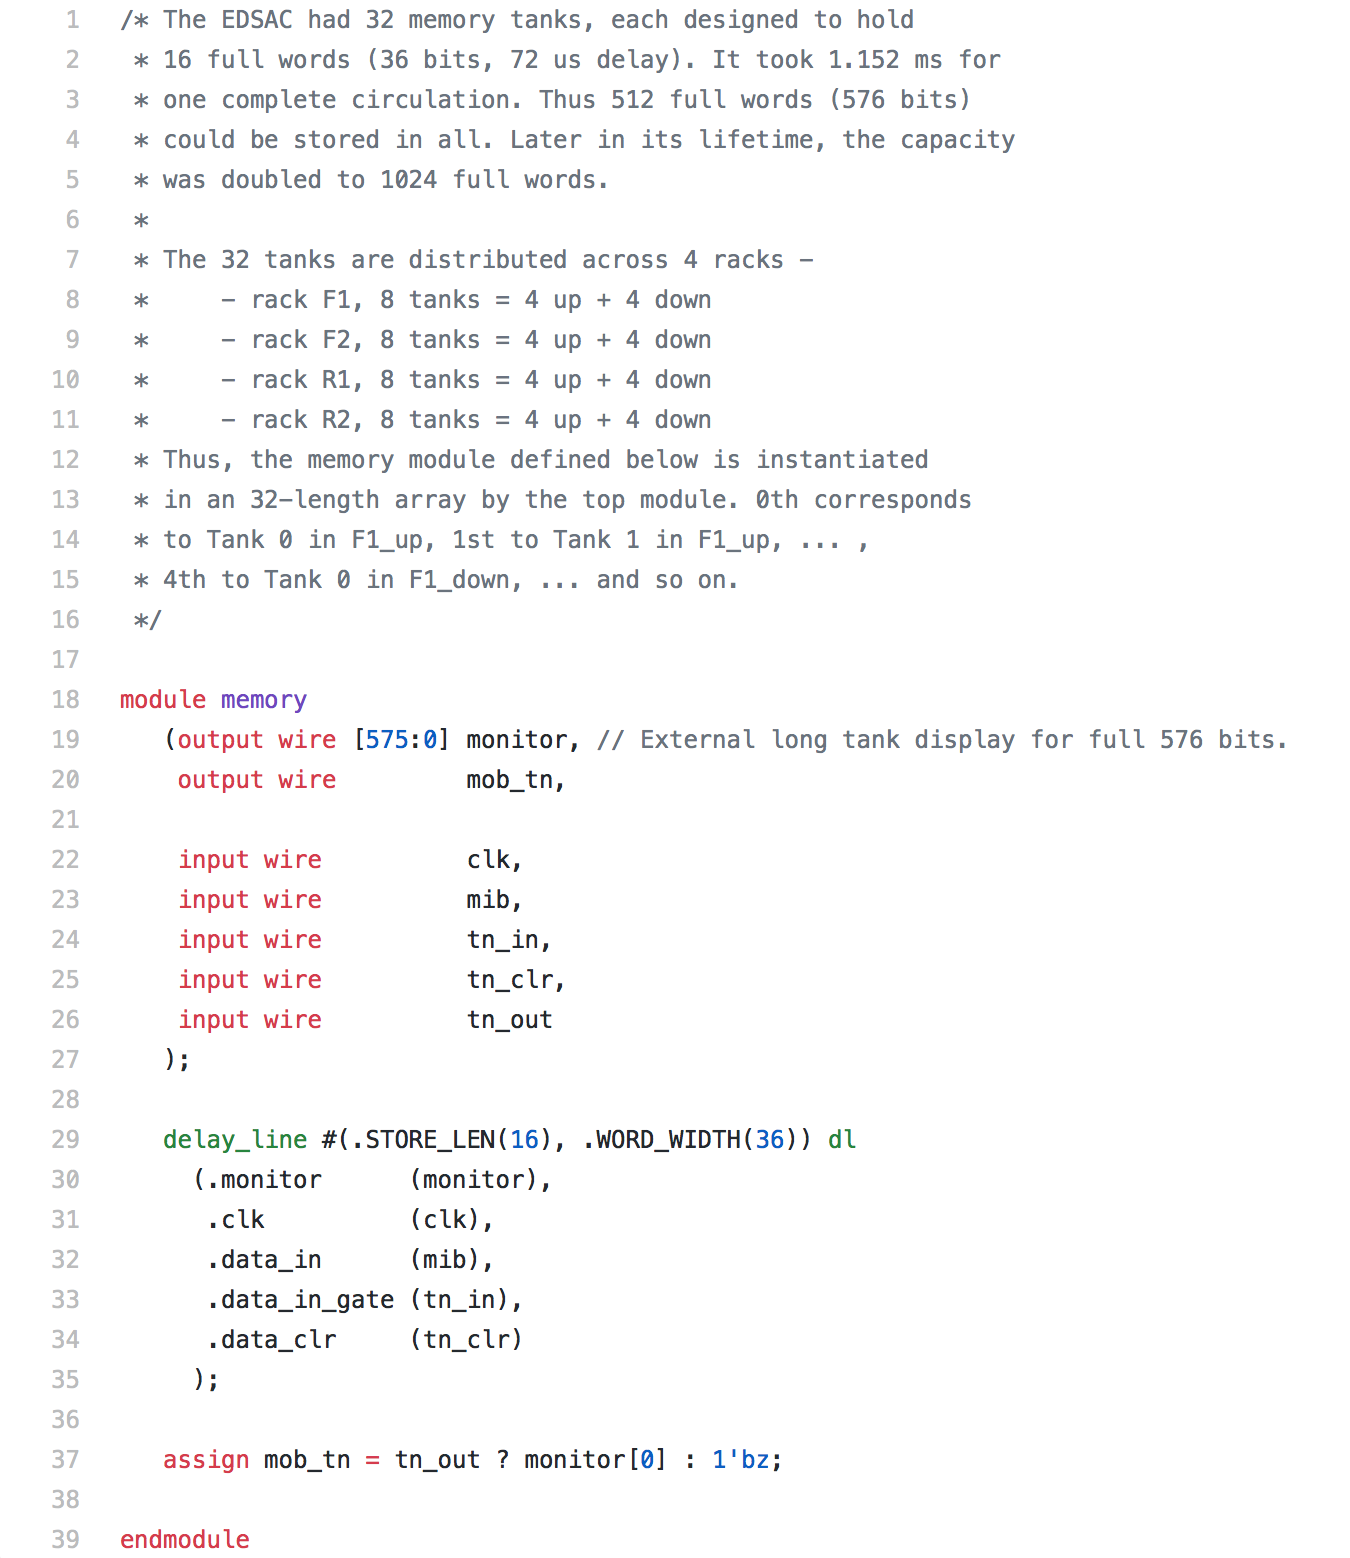 1 /* The EDSAC had 32 memory tanks, each designed to hold
2 * 16 full words (36 bits, 72 us delay). It took 1.152 ms for
3 * one complete circulation. Thus 512 full words (576 bits)
4 * could be stored in all. Later in its lifetime, the capacity
5 * was doubled to 1024 full words.
6 *
7 * The 32 tanks are distributed across 4 racks -
8 *     - rack F1, 8 tanks = 4 up + 4 down
9 *     - rack F2, 8 tanks = 4 up + 4 down
10 *     - rack R1, 8 tanks = 4 up + 4 down
11 *     - rack R2, 8 tanks = 4 up + 4 down
12 * Thus, the memory module defined below is instantiated
13 * in an 32-length array by the top module. 0th corresponds
14 * to Tank 0 in F1_up, 1st to Tank 1 in F1_up, ... ,
15 * 4th to Tank 0 in F1_down, ... and so on.
16 */
17
18 module memory
19    (output wire [575:0] monitor, // External long tank display for full 576 bits.
20     output wire         mob_tn,
21
22     input wire          clk,
23     input wire          mib,
24     input wire          tn_in,
25     input wire          tn_clr,
26     input wire          tn_out
27    );
28
29    delay_line #(.STORE_LEN(16), .WORD_WIDTH(36)) dl
30      (.monitor      (monitor),
31       .clk          (clk),
32       .data_in      (mib),
33       .data_in_gate (tn_in),
34       .data_clr     (tn_clr)
35      );
36
37    assign mob_tn = tn_out ? monitor[0] : 1'bz;
38
39 endmodule